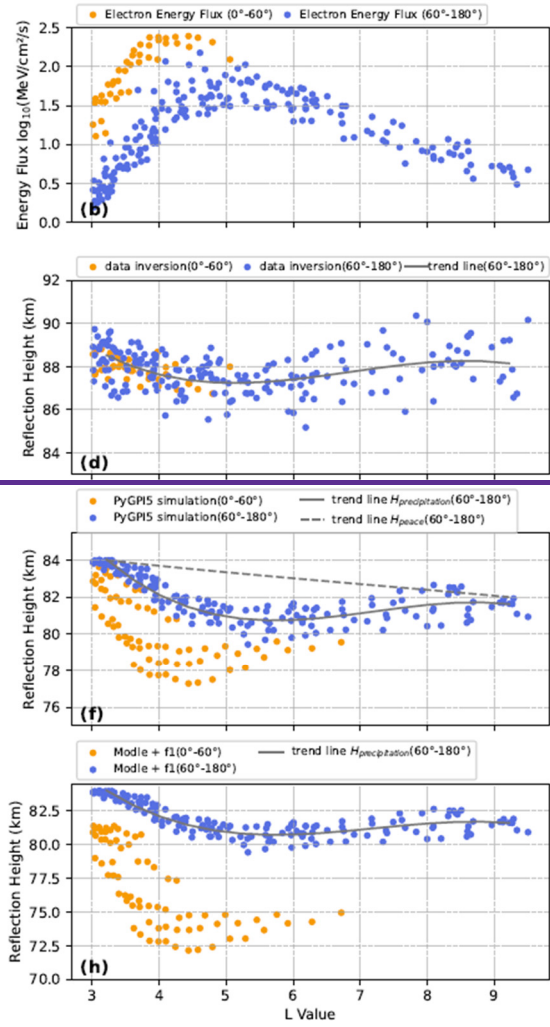 Electron Energy Flux (0°-60°) Electron Energy Flux (60°-180°)
2.5
2.0
1.5
1.0
0.5
0.0
Energy Flux log10(MeV/cm²/s)
(b)
data inversion(0°-60°) data inversion(60°-180°) trend line(60°-180°)
92
90
88
86
84
Reflection Height (km)
(d)
PyGPI5 simulation(0°-60°) trend line Hprecipitation(60°-180°)
PyGPI5 simulation(60°-180°) trend line Hpeace(60°-180°)
84
82
80
78
76
Reflection Height (km)
(f)
Modle + f1(0°-60°) trend line Hprecipitation(60°-180°)
Modle + f1(60°-180°)
82.5
80.0
77.5
75.0
72.5
70.0
Reflection Height (km)
(h)
3 4 5 6 7 8 9
L Value